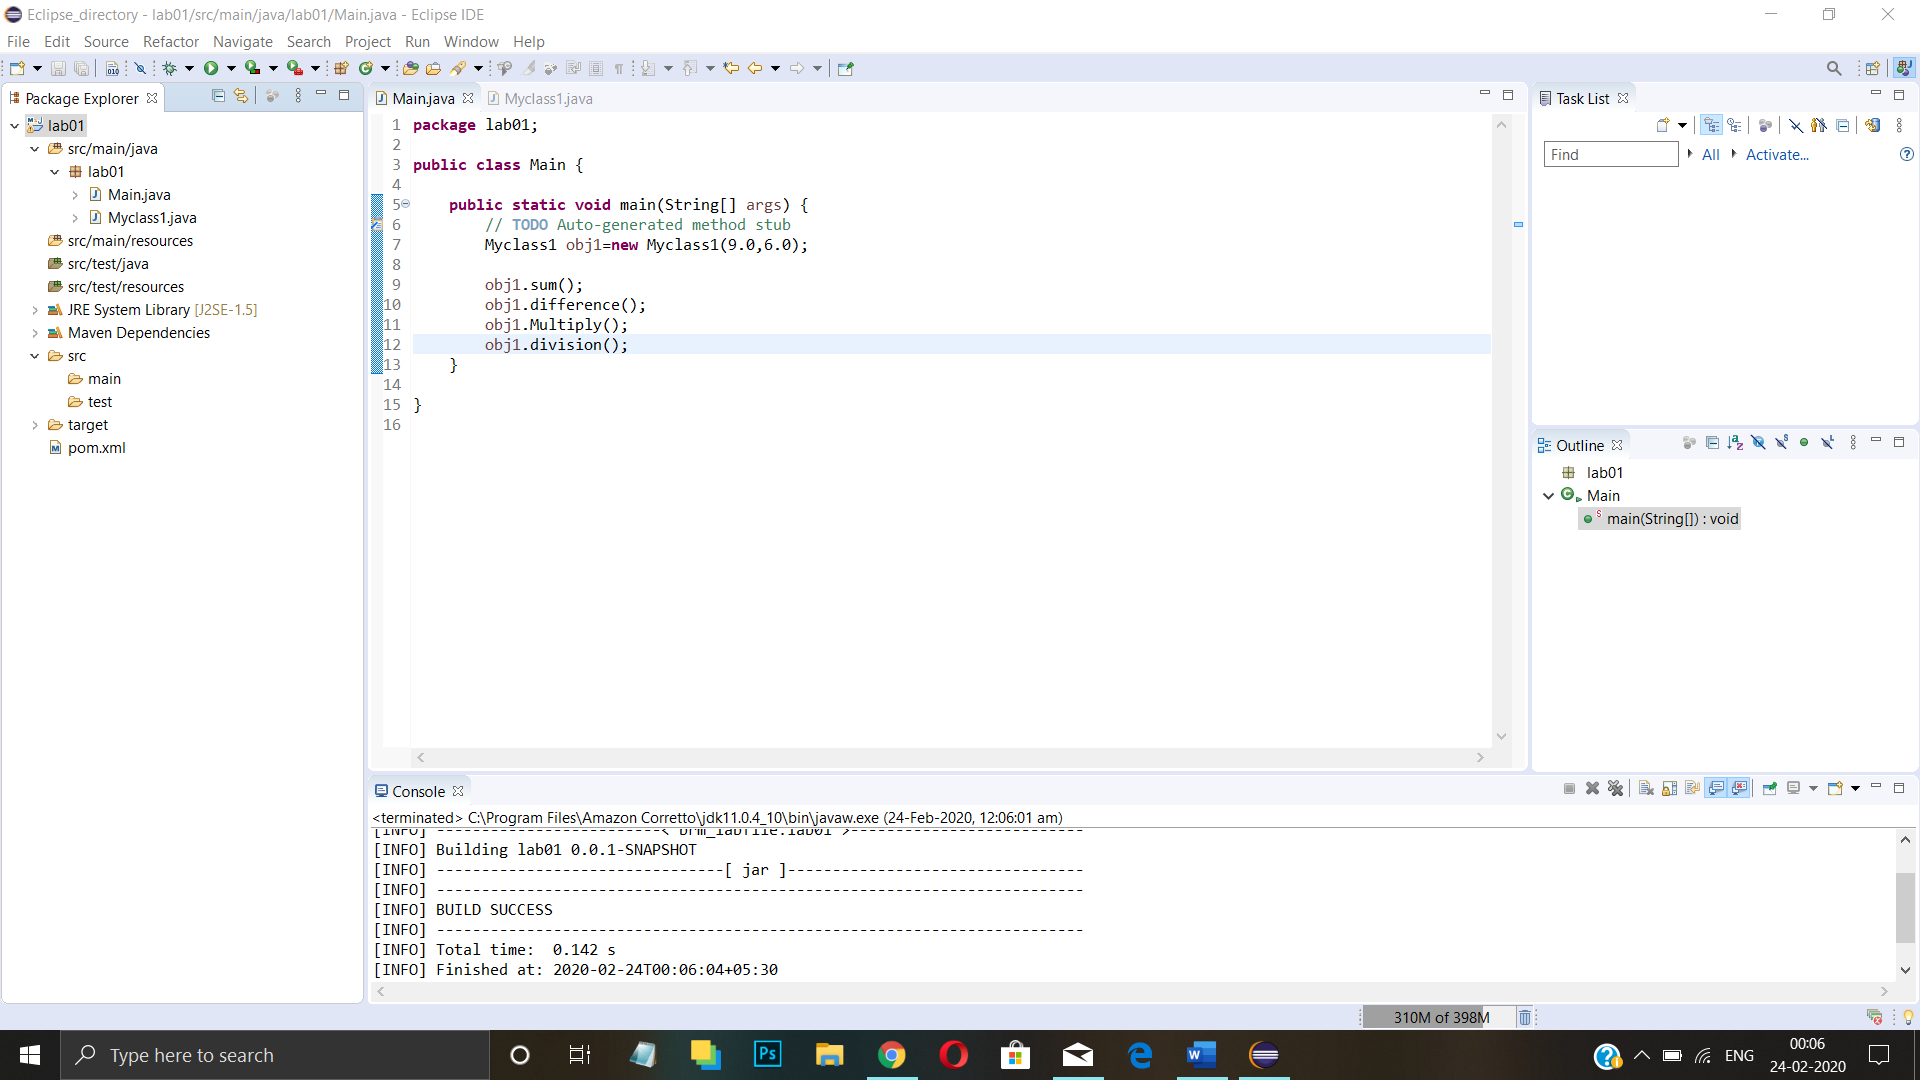 Eclipse_directory - lab01/src/main/java/lab01/Main.java - Eclipse IDE
File Edit Source Refactor Navigate Search Project Run Window Help
Package Explorer
lab01
src/main/java
lab01
Main.java
Myclass1.java
src/main/resources
src/test/java
src/test/resources
JRE System Library [J2SE-1.5]
Maven Dependencies
src
main
test
target
pom.xml
Main.java Myclass1.java
1 package lab01;
2
3 public class Main {
4
5 public static void main(String[] args) {
6 // TODO Auto-generated method stub
7 Myclass1 obj1=new Myclass1(9.0,6.0);
8
9 obj1.sum();
10 obj1.difference();
11 obj1.Multiply();
12 obj1.division();
13 }
14
15 }
16
Task List
Find All Activate...
Outline
lab01
Main
main(String[]) : void
Console
<terminated> C:\Program Files\Amazon Corretto\jdk11.0.4_10\bin\javaw.exe (24-Feb-2020, 12:06:01 am)
[INFO] -------------------------< brm_labfile:lab01 >--------------------------
[INFO] Building lab01 0.0.1-SNAPSHOT
[INFO] --------------------------------[ jar ]---------------------------------
[INFO] ------------------------------------------------------------------------
[INFO] BUILD SUCCESS
[INFO] ------------------------------------------------------------------------
[INFO] Total time:  0.142 s
[INFO] Finished at: 2020-02-24T00:06:04+05:30
310M of 398M
Type here to search
Ps
ENG
00:06
24-02-2020